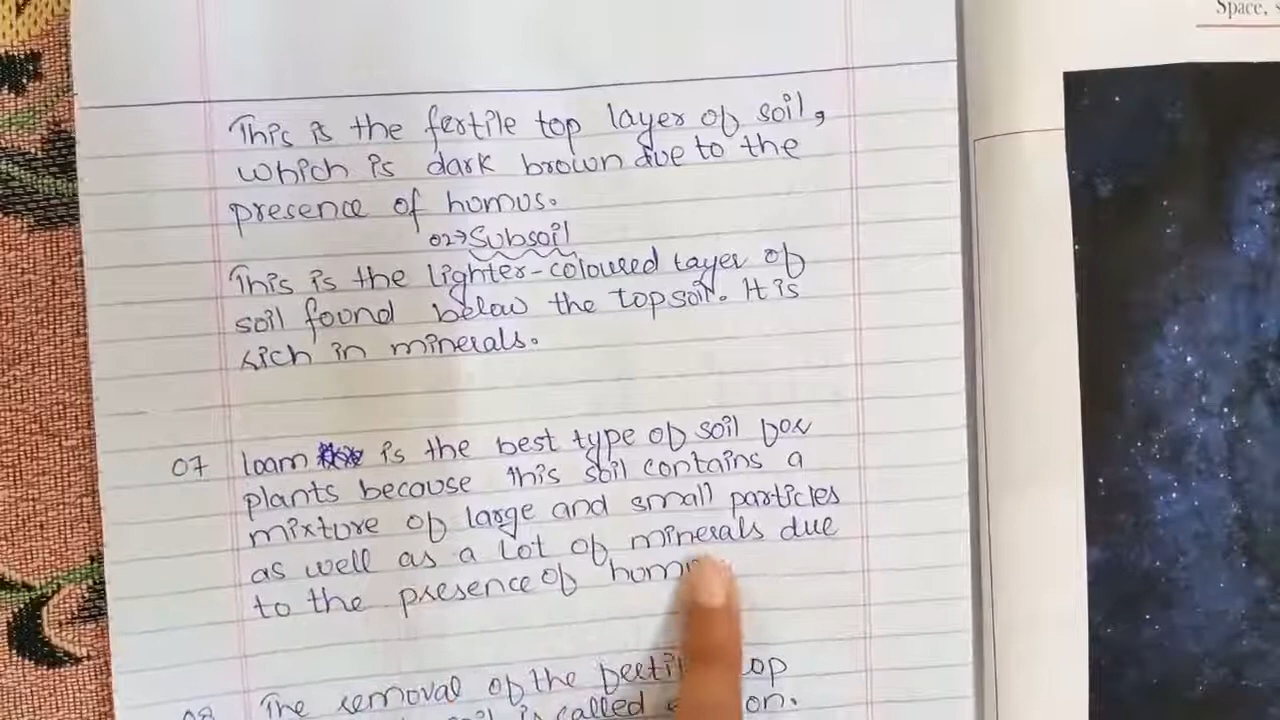 Space,
This is the fertile top layer of soil,
which is dark brown due to the
presence of homus.
02→ Subsoil
This is the lighter-coloured layer of
soil found below the topsoil. It is
rich in minerals.
07 loam is the best type of soil for
plants because this soil contains a
mixture of large and small particles
as well as a lot of minerals due
to the presence of
08 The removal of the
is called